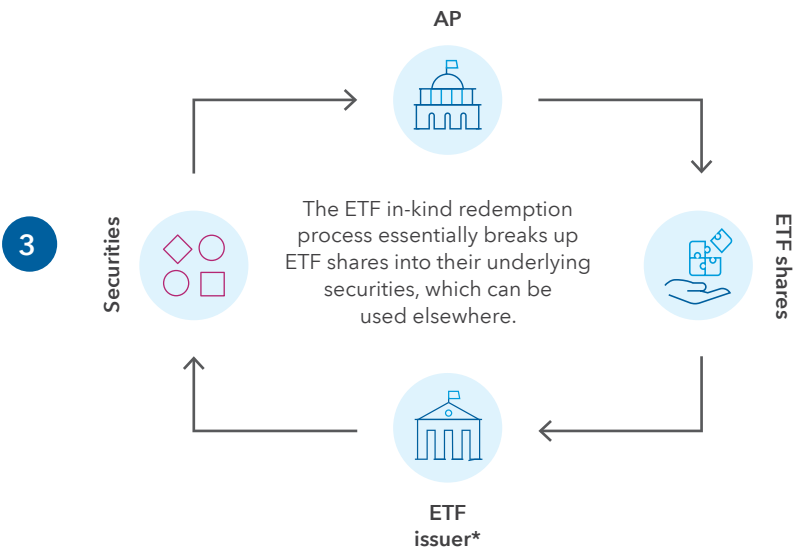 AP
3
Securities
The ETF in-kind redemption
process essentially breaks up
ETF shares into their underlying
securities, which can be
used elsewhere.
ETF shares
ETF
issuer*